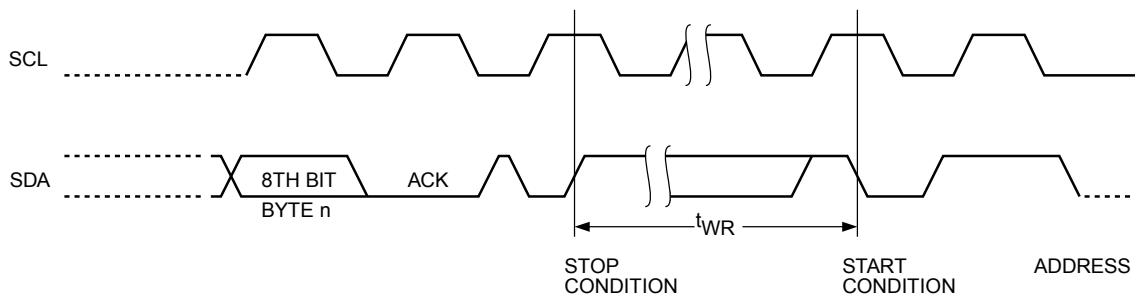 SCL
SDA
8TH BIT
ACK
BYTE n
tWR
STOP
CONDITION
START
CONDITION
ADDRESS